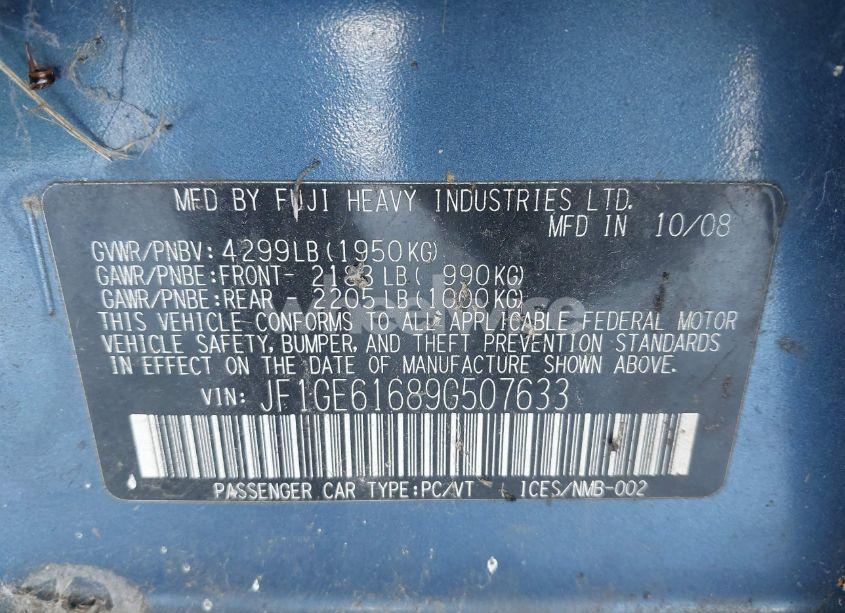 MFD BY FUJI HEAVY INDUSTRIES LTD.
MFD IN 10/08
GVWR/PNBV: 4299LB(1950KG)
GAWR/PNBE:FRONT- 2183LB( 990KG)
GAWR/PNBE:REAR 2205LB(1000KG)
THIS VEHICLE CONFORMS TO ALL APPLICABLE FEDERAL MOTOR
VEHICLE SAFETY, BUMPER, AND THEFT PREVENTION STANDARDS
IN EFFECT ON THE DATE OF MANUFACTURE SHOWN ABOVE.
VIN: JF1GE61689G507633
PASSENGER CAR TYPE:PC/VT ICES/NMB-002